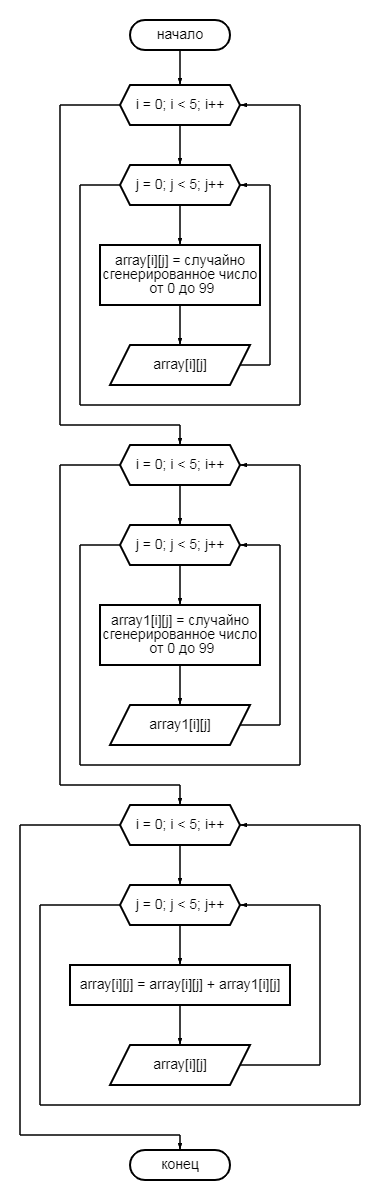 начало
i = 0; i < 5; i++
j = 0; j < 5; j++
array[i][j] = случайно
сгенерированное число
от 0 до 99
array[i][j]
i = 0; i < 5; i++
j = 0; j < 5; j++
array1[i][j] = случайно
сгенерированное число
от 0 до 99
array1[i][j]
i = 0; i < 5; i++
j = 0; j < 5; j++
array[i][j] = array[i][j] + array1[i][j]
array[i][j]
конец